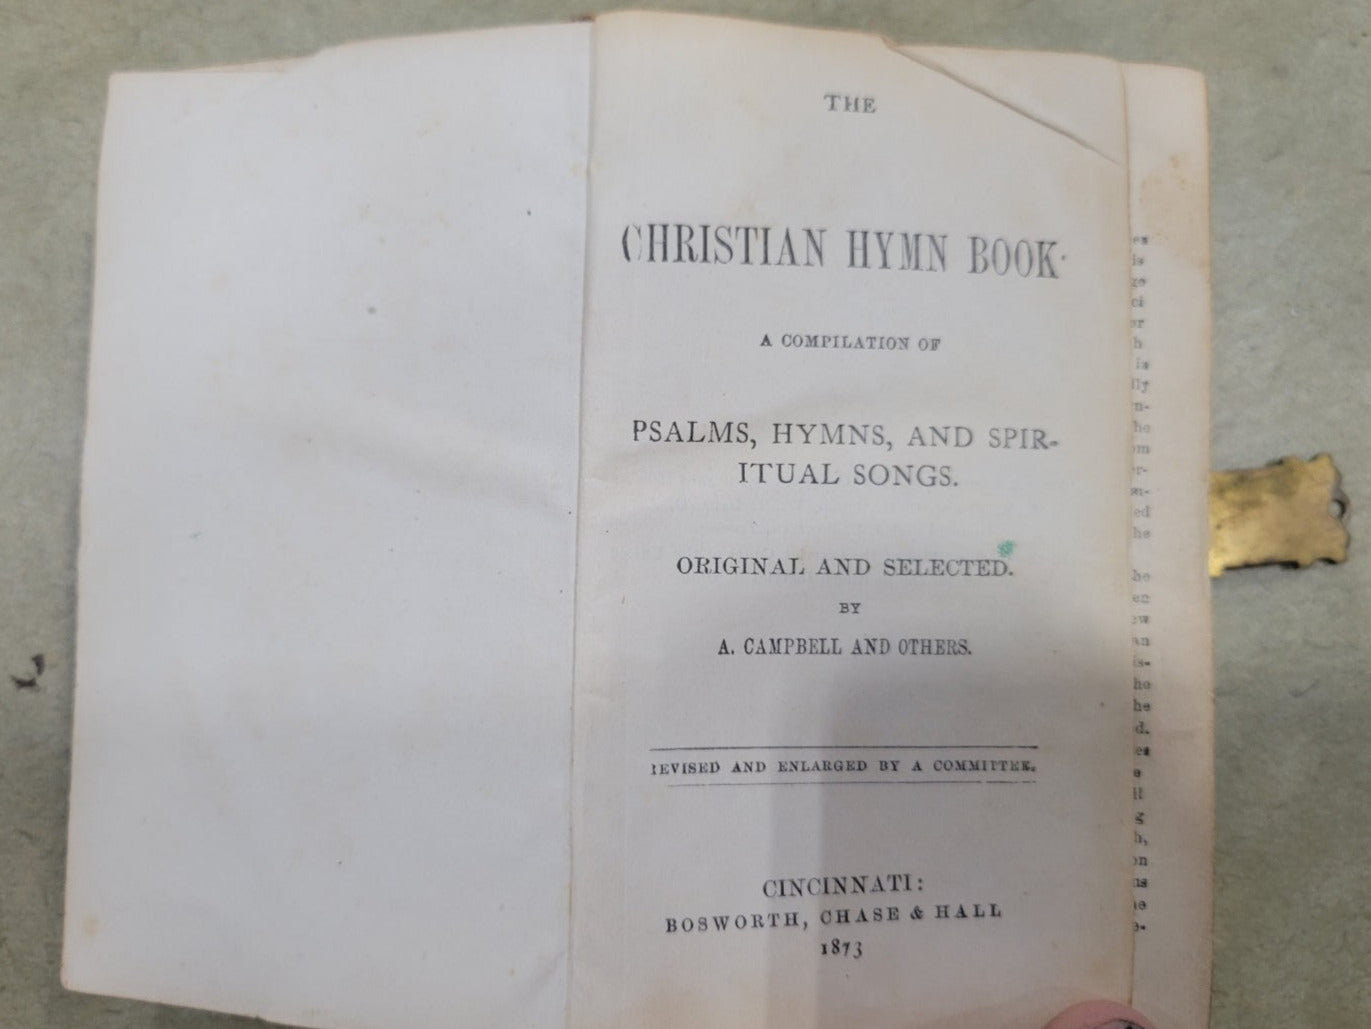 THE
CHRISTIAN HYMN BOOK
A COMPILATION OF
PSALMS, HYMNS, AND SPIR-
ITUAL SONGS.
ORIGINAL AND SELECTED.
BY
A. CAMPBELL AND OTHERS.
REVISED AND ENLARGED BY A COMMITTEE.
CINCINNATI:
BOSWORTH, CHASE & HALL
1873